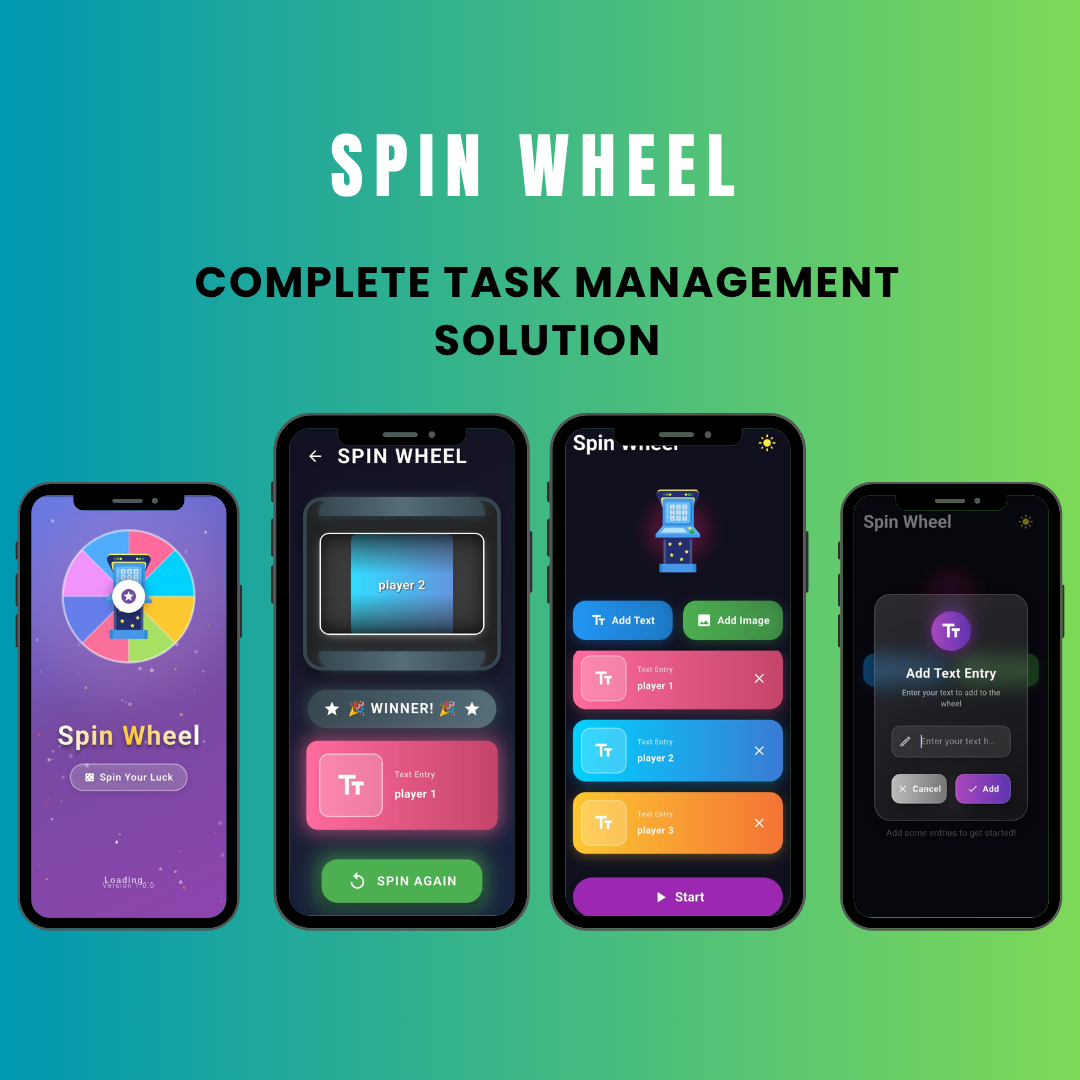 SPIN WHEEL
COMPLETE TASK MANAGEMENT
SOLUTION
Spin Wheel
Spin Your Luck
Loading...
Version 1.0.0
SPIN WHEEL
player 2
WINNER!
Text Entry
player 1
SPIN AGAIN
Spin Wheel
Add Text
Add Image
Text Entry
player 1
Text Entry
player 2
Text Entry
player 3
Start
Spin Wheel
Add Text Entry
Enter your text to add to the
wheel
Enter your text h...
Cancel
Add
Add some entries to get started!